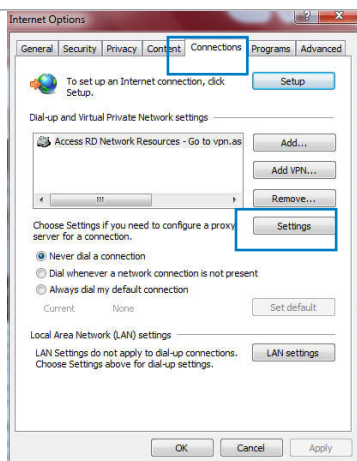 Internet Options
General Security Privacy Content Connections Programs Advanced
To set up an Internet connection, click
Setup.
Setup
Dial-up and Virtual Private Network settings
Access RD Network Resources - Go to vpn.as
Add...
Add VPN...
Remove...
Choose Settings if you need to configure a proxy
server for a connection.
Settings
Never dial a connection
Dial whenever a network connection is not present
Always dial my default connection
Current None
Set default
Local Area Network (LAN) settings
LAN Settings do not apply to dial-up connections.
Choose Settings above for dial-up settings.
LAN settings
OK Cancel Apply